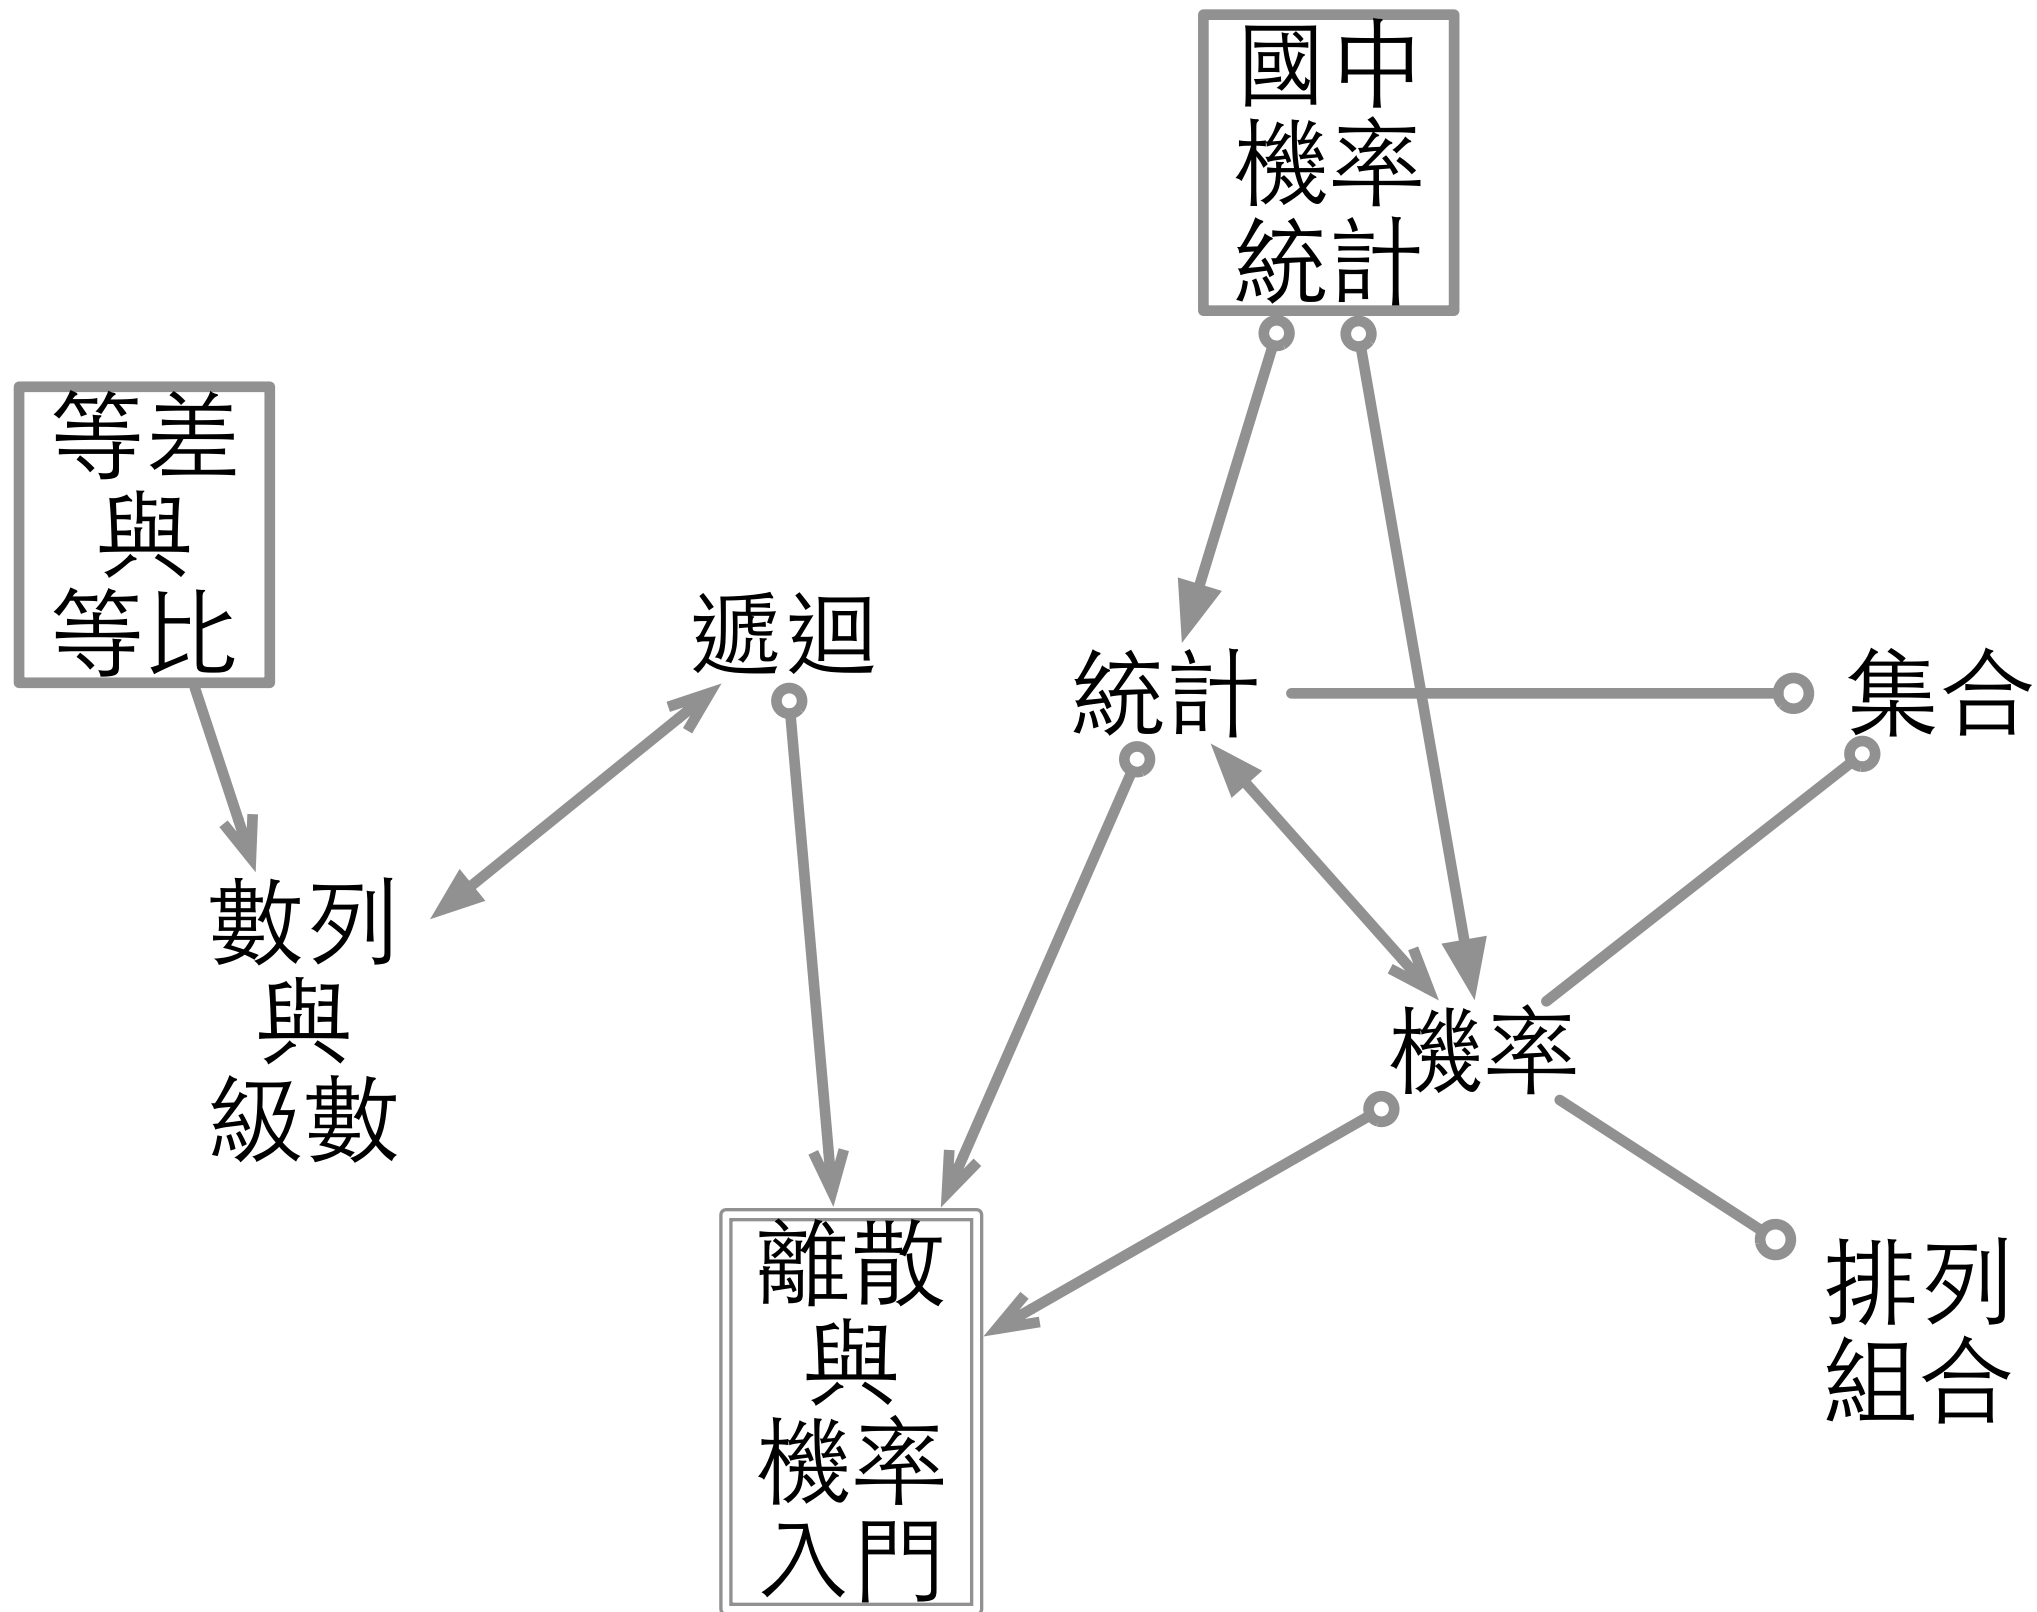 國中
機率
統計
等差
與
等比
遞迴
統計
集合
數列
與
級數
機率
離散
與
機率
入門
排列
組合